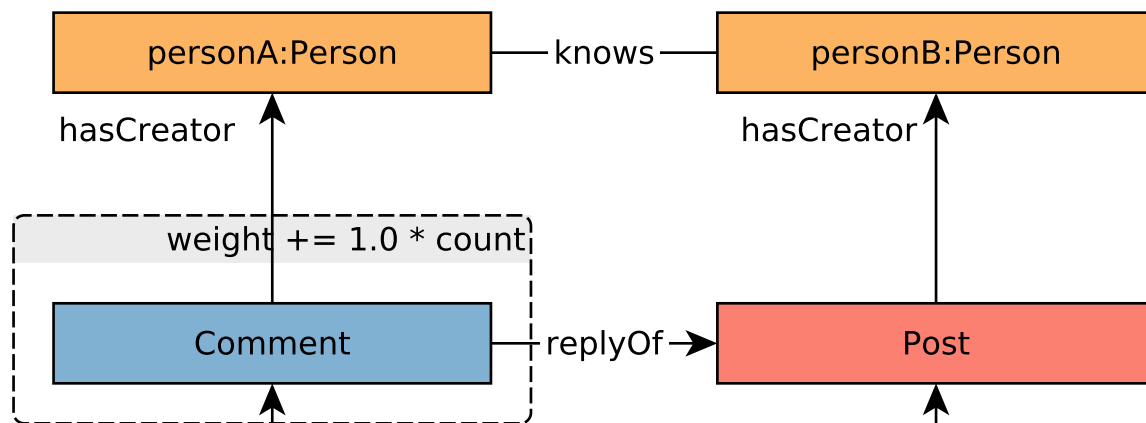 personA:Person
knows
personB:Person
hasCreator
hasCreator
weight += 1.0 * count
Comment
replyOf
Post